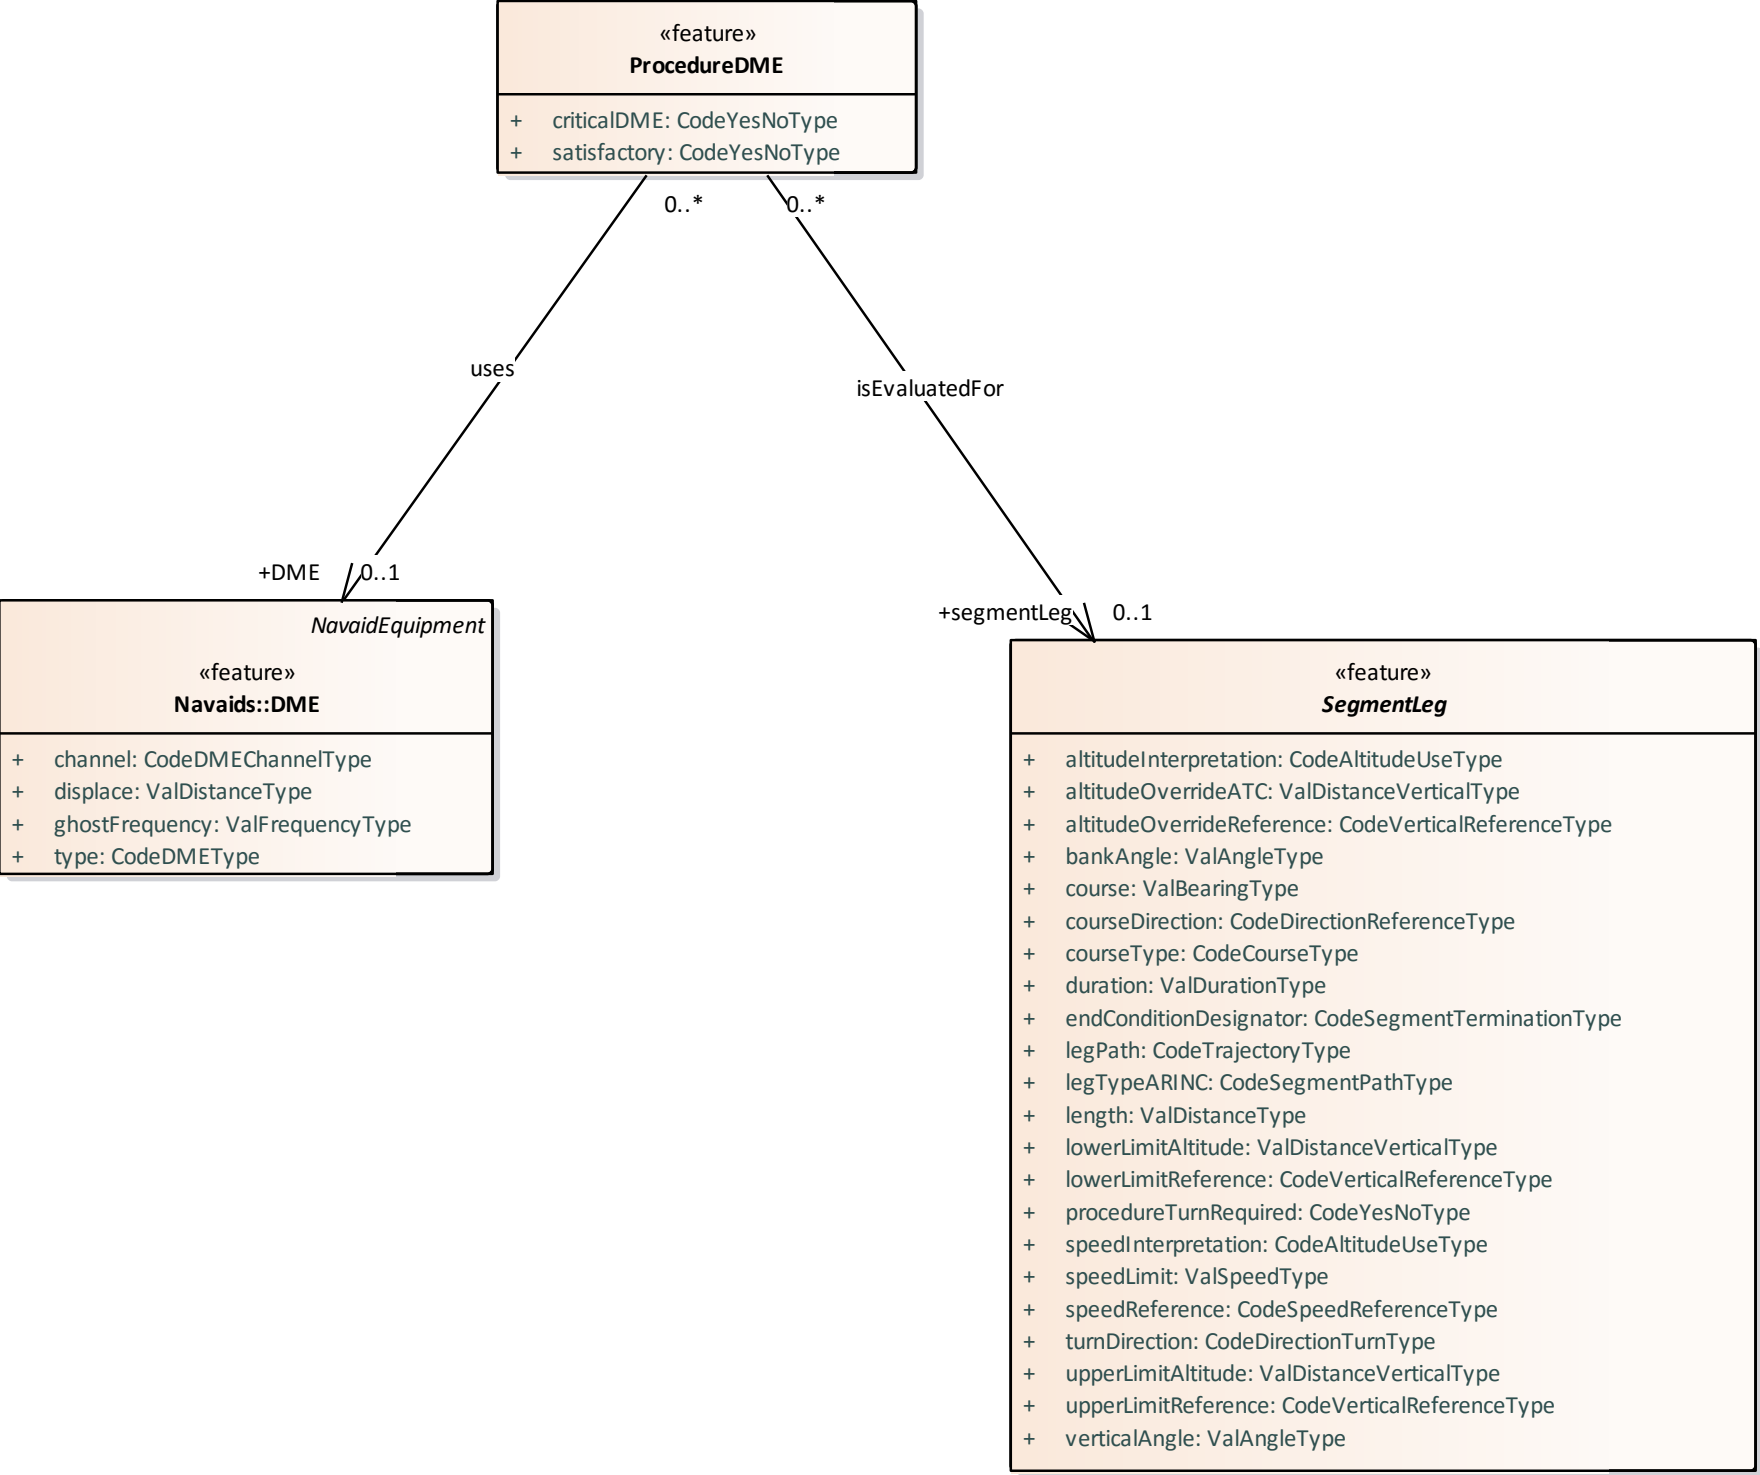 «feature»
ProcedureDME
+ criticalDME: CodeYesNoType
+ satisfactory: CodeYesNoType
0..*
0..*
uses
isEvaluatedFor
+DME
0..1
+segmentLeg
0..1
NavaidEquipment
«feature»
Navaids::DME
+ channel: CodeDMEChannelType
+ displace: ValDistanceType
+ ghostFrequency: ValFrequencyType
+ type: CodeDMEType
«feature»
SegmentLeg
+ altitudeInterpretation: CodeAltitudeUseType
+ altitudeOverrideATC: ValDistanceVerticalType
+ altitudeOverrideReference: CodeVerticalReferenceType
+ bankAngle: ValAngleType
+ course: ValBearingType
+ courseDirection: CodeDirectionReferenceType
+ courseType: CodeCourseType
+ duration: ValDurationType
+ endConditionDesignator: CodeSegmentTerminationType
+ legPath: CodeTrajectoryType
+ legTypeARINC: CodeSegmentPathType
+ length: ValDistanceType
+ lowerLimitAltitude: ValDistanceVerticalType
+ lowerLimitReference: CodeVerticalReferenceType
+ procedureTurnRequired: CodeYesNoType
+ speedInterpretation: CodeAltitudeUseType
+ speedLimit: ValSpeedType
+ speedReference: CodeSpeedReferenceType
+ turnDirection: CodeDirectionTurnType
+ upperLimitAltitude: ValDistanceVerticalType
+ upperLimitReference: CodeVerticalReferenceType
+ verticalAngle: ValAngleType